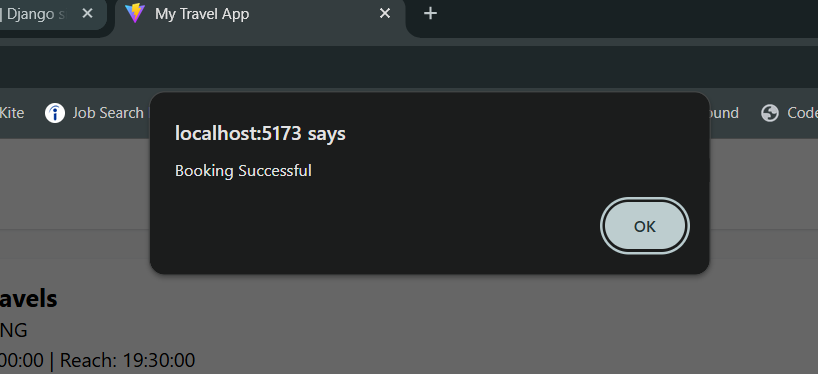 | Django s
My Travel App
Kite
Job Search
ound
Code
localhost:5173 says
Booking Successful
OK
avels
NG
00:00 | Reach: 19:30:00